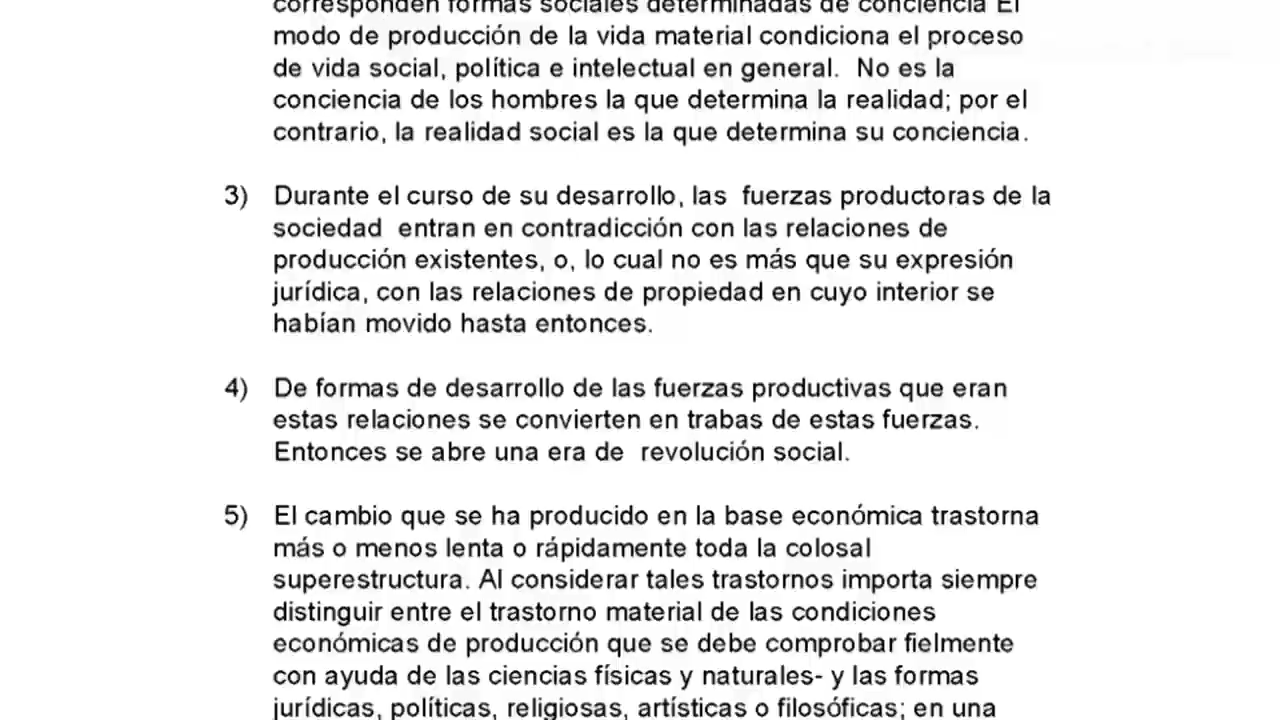 corresponden formas sociales determinadas de conciencia El
modo de producción de la vida material condiciona el proceso
de vida social, política e intelectual en general.  No es la
conciencia de los hombres la que determina la realidad; por el
contrario, la realidad social es la que determina su conciencia.
3) Durante el curso de su desarrollo, las  fuerzas productoras de la
sociedad  entran en contradicción con las relaciones de
producción existentes, o, lo cual no es más que su expresión
jurídica, con las relaciones de propiedad en cuyo interior se
habían movido hasta entonces.
4) De formas de desarrollo de las fuerzas productivas que eran
estas relaciones se convierten en trabas de estas fuerzas.
Entonces se abre una era de  revolución social.
5) El cambio que se ha producido en la base económica trastorna
más o menos lenta o rápidamente toda la colosal
superestructura. Al considerar tales trastornos importa siempre
distinguir entre el trastorno material de las condiciones
económicas de producción que se debe comprobar fielmente
con ayuda de las ciencias físicas y naturales- y las formas
jurídicas, políticas, religiosas, artísticas o filosóficas; en una